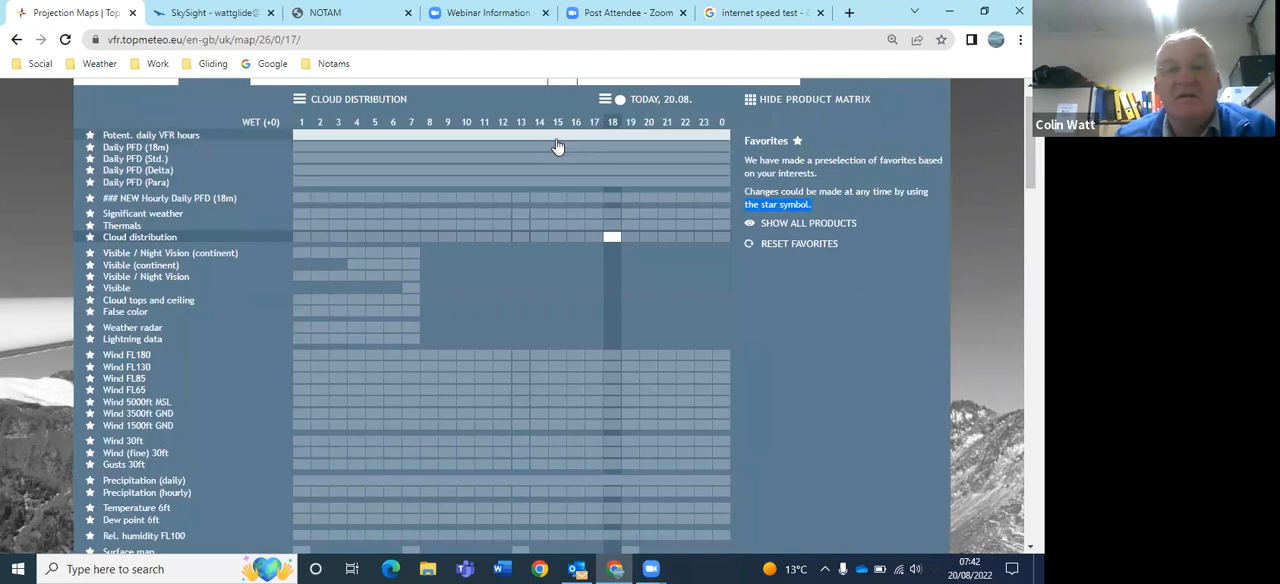 Projection Maps | Top
SkySight - wattglide@
NOTAM
Webinar Information -
Post Attendee - Zoom
internet speed test -
vfr.topmeteo.eu/en-gb/uk/map/26/0/17/
Social
Weather
Work
Gliding
Google
Notams
Colin Watt
CLOUD DISTRIBUTION
TODAY, 20.08.
HIDE PRODUCT MATRIX
WET (+0) 1 2 3 4 5 6 7 8 9 10 11 12 13 14 15 16 17 18 19 20 21 22 23 0
Potent. daily VFR hours
Daily PFD (18m)
Daily PFD (Std.)
Daily PFD (Delta)
Daily PFD (Para)
### NEW Hourly Daily PFD (18m)
Significant weather
Thermals
Cloud distribution
Visible / Night Vision (continent)
Visible (continent)
Visible / Night Vision
Visible
Cloud tops and ceiling
False color
Weather radar
Lightning data
Wind FL180
Wind FL130
Wind FL85
Wind FL65
Wind 5000ft MSL
Wind 3500ft GND
Wind 1500ft GND
Wind 30ft
Wind (fine) 30ft
Gusts 30ft
Precipitation (daily)
Precipitation (hourly)
Temperature 6ft
Dew point 6ft
Rel. humidity FL100
Surface map
Favorites
We have made a preselection of favorites based
on your interests.
Changes could be made at any time by using
the star symbol.
SHOW ALL PRODUCTS
RESET FAVORITES
Type here to search
13°C
07:42
20/08/2022